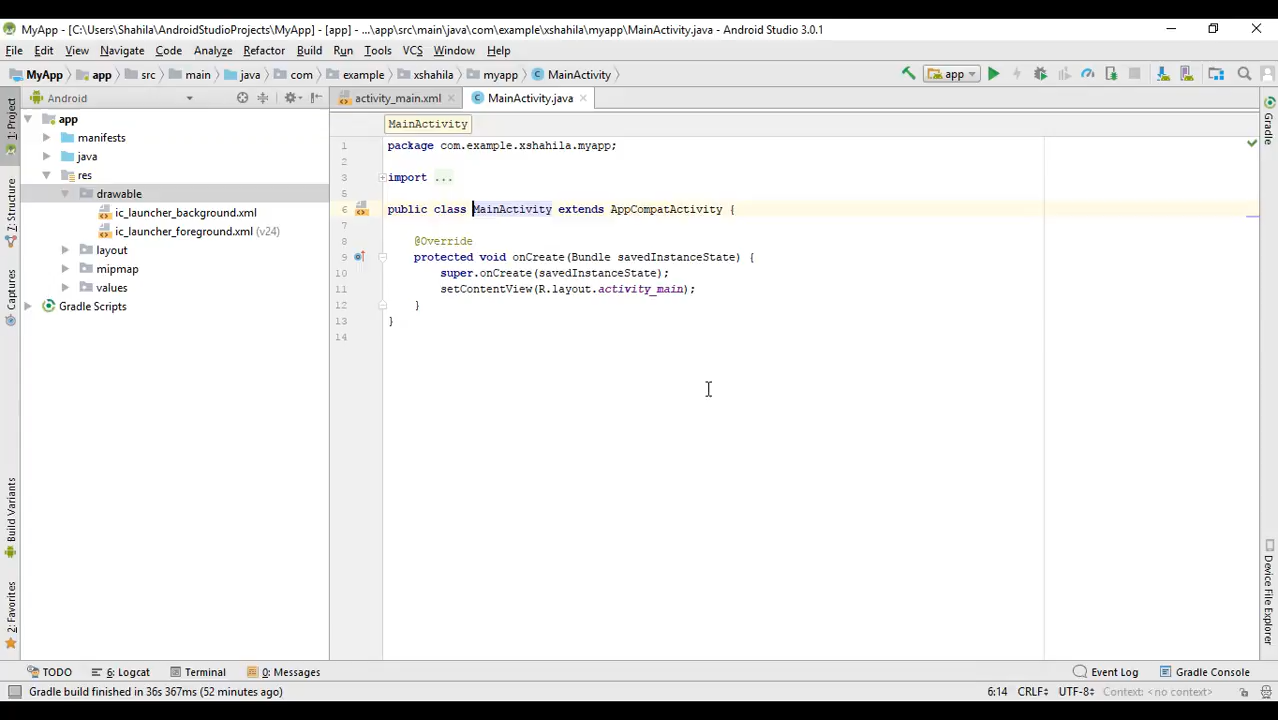 MyApp - [C:\Users\Shahila\AndroidStudioProjects\MyApp] - [app] - ...\app\src\main\java\com\example\xshahila\myapp\MainActivity.java - Android Studio 3.0.1
File Edit View Navigate Code Analyze Refactor Build Run Tools VCS Window Help
MyApp app src main java com example xshahila myapp MainActivity app
1: Project
Android
activity_main.xml
MainActivity.java
Gradle
app
manifests
java
res
drawable
ic_launcher_background.xml
ic_launcher_foreground.xml (v24)
layout
mipmap
values
Gradle Scripts
Z: Structure
Captures
Build Variants
2: Favorites
MainActivity
1 package com.example.xshahila.myapp;
2
3 import ...
5
6 public class MainActivity extends AppCompatActivity {
7
8 @Override
9 protected void onCreate(Bundle savedInstanceState) {
10 super.onCreate(savedInstanceState);
11 setContentView(R.layout.activity_main);
12 }
13 }
14
Device File Explorer
TODO 6: Logcat Terminal 0: Messages Event Log Gradle Console
Gradle build finished in 36s 367ms (52 minutes ago) 6:14 CRLF UTF-8 Context: <no context>